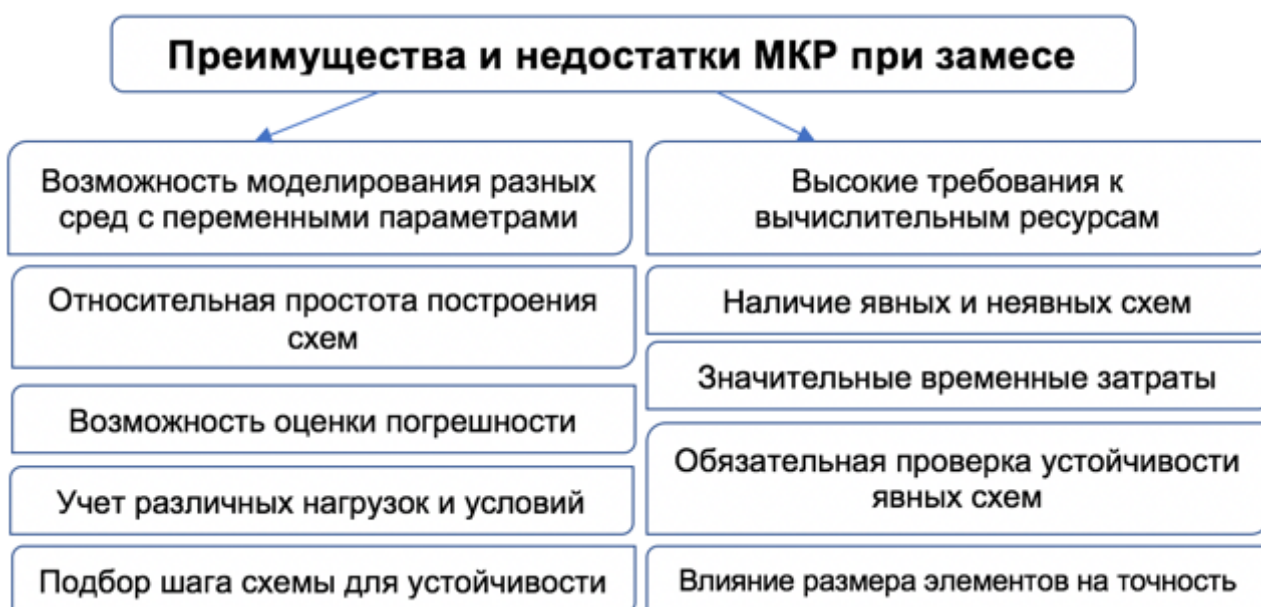 Преимущества и недостатки МКР при замесе
Возможность моделирования разных
сред с переменными параметрами
Относительная простота построения
схем
Возможность оценки погрешности
Учет различных нагрузок и условий
Подбор шага схемы для устойчивости
Высокие требования к
вычислительным ресурсам
Наличие явных и неявных схем
Значительные временные затраты
Обязательная проверка устойчивости
явных схем
Влияние размера элементов на точность